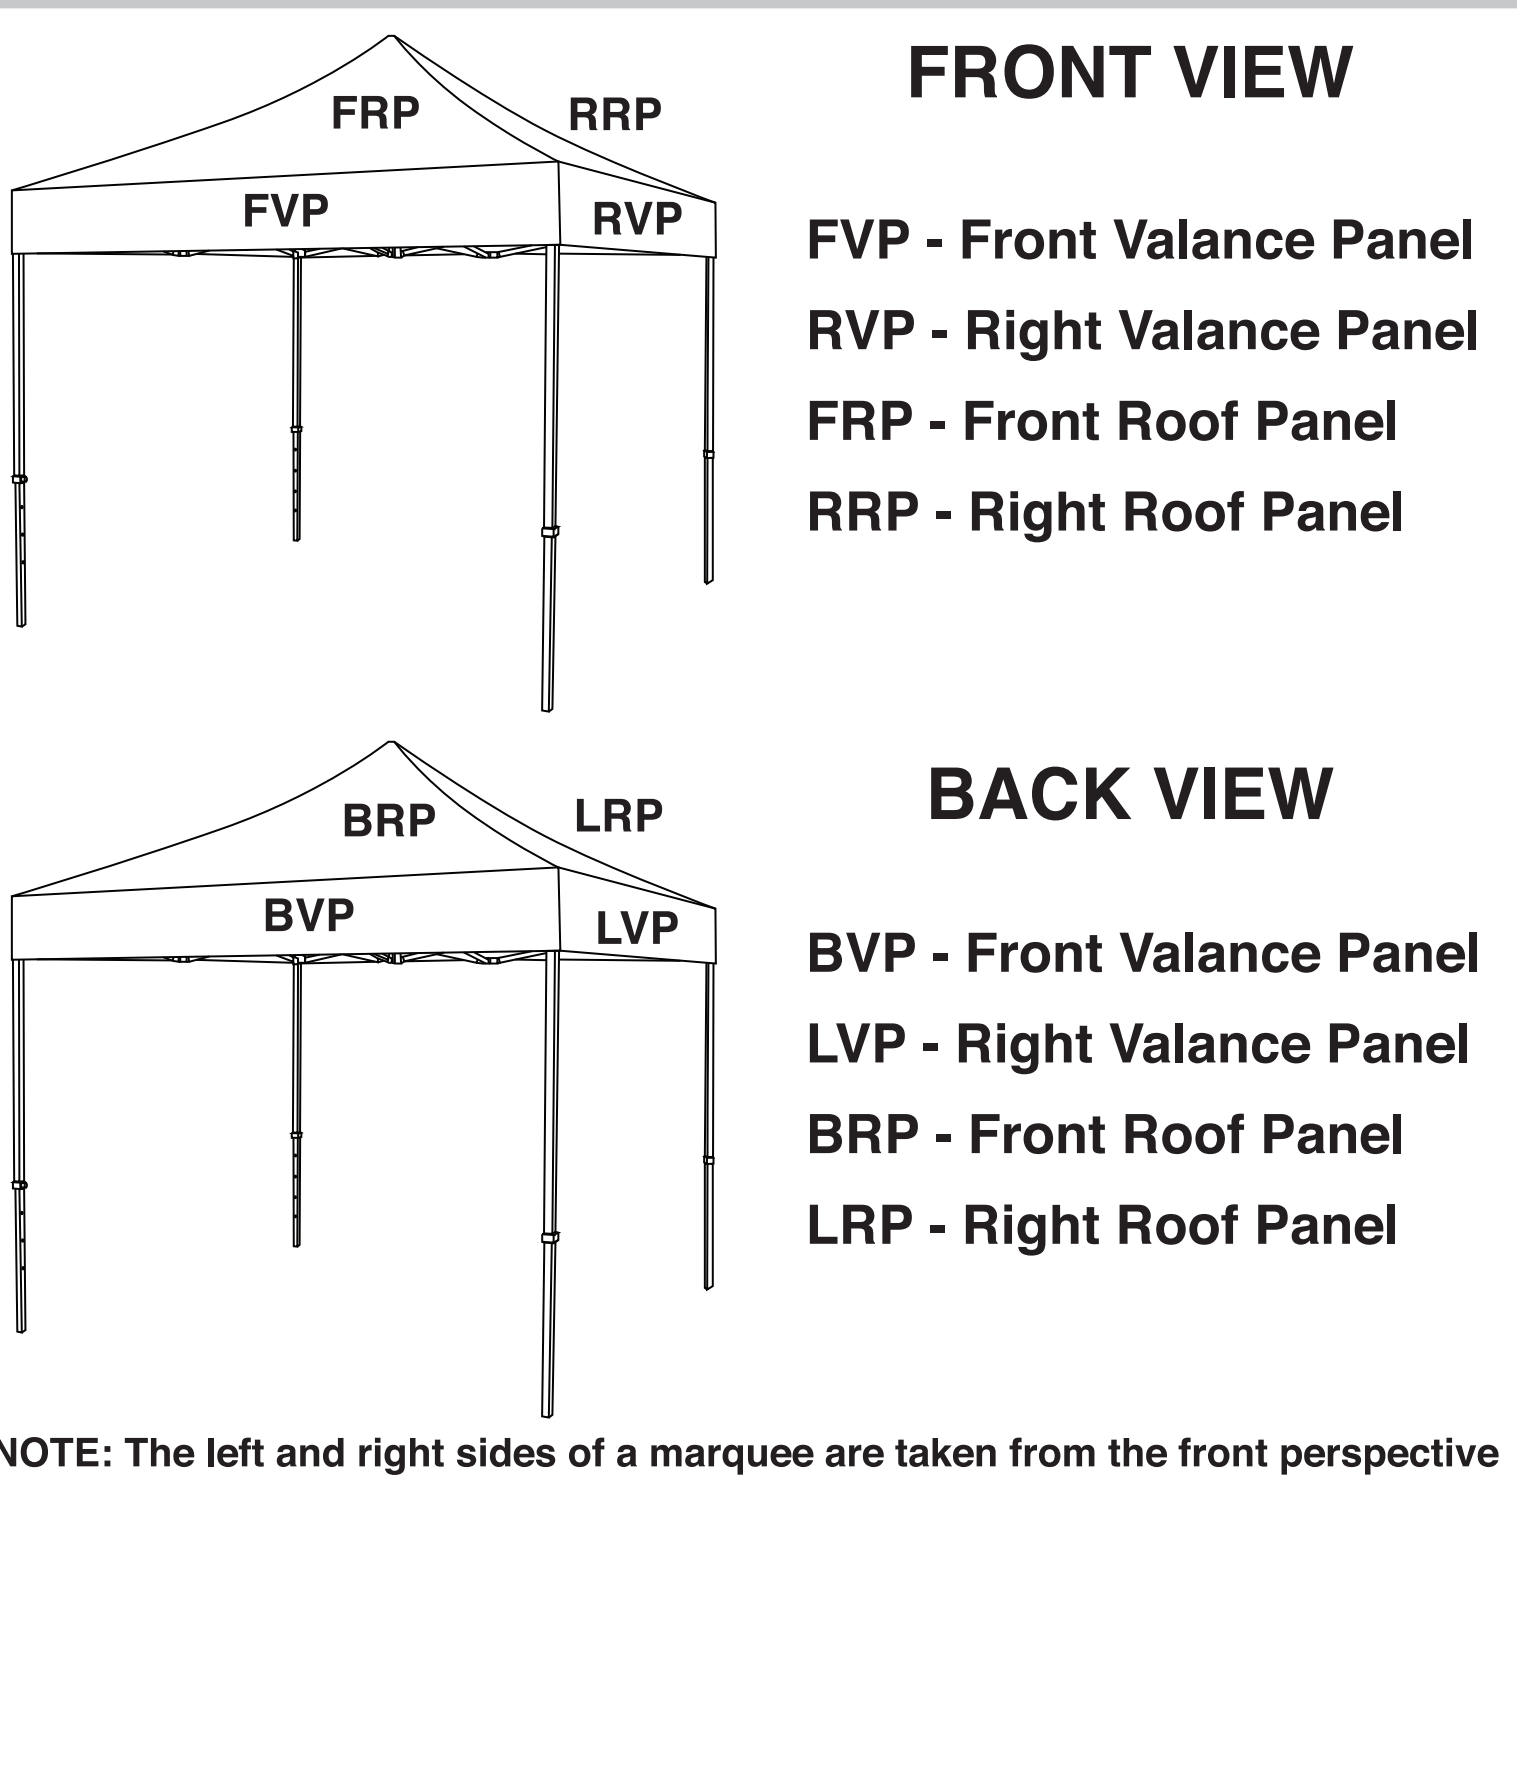 FRONT VIEW
FRP
RRP
FVP
RVP
FVP - Front Valance Panel
RVP - Right Valance Panel
FRP - Front Roof Panel
RRP - Right Roof Panel
BACK VIEW
BRP
LRP
BVP
LVP
BVP - Front Valance Panel
LVP - Right Valance Panel
BRP - Front Roof Panel
LRP - Right Roof Panel
NOTE: The left and right sides of a marquee are taken from the front perspective